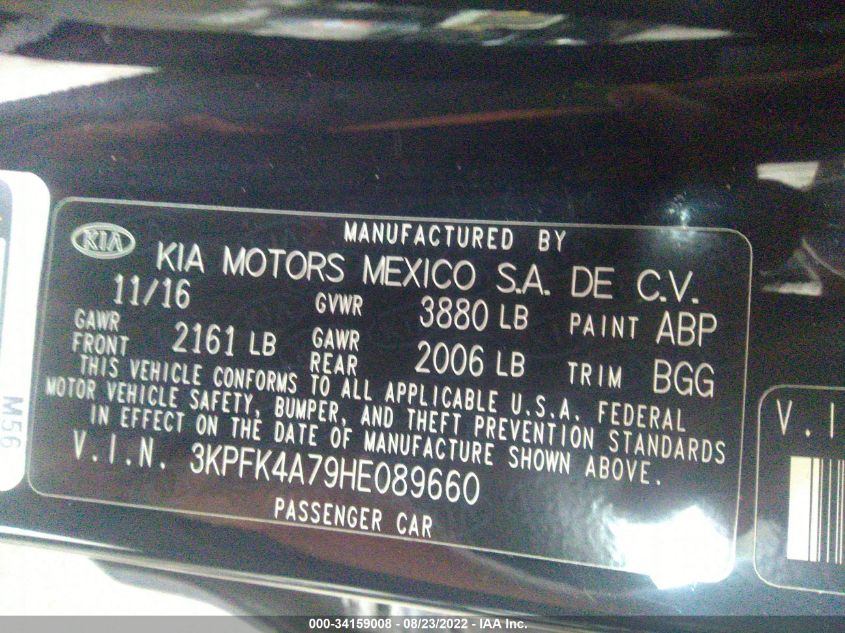 MANUFACTURED BY
KIA
KIA MOTORS MEXICO S.A. DE C.V.
11/16 GVWR 3880 LB PAINT ABP
GAWR FRONT 2161 LB GAWR REAR 2006 LB TRIM BGG
THIS VEHICLE CONFORMS TO ALL APPLICABLE U.S.A. FEDERAL
MOTOR VEHICLE SAFETY, BUMPER, AND THEFT PREVENTION STANDARDS
IN EFFECT ON THE DATE OF MANUFACTURE SHOWN ABOVE.
V.I.N. 3KPFK4A79HE089660
PASSENGER CAR
M56
V.I
000-34159008 - 08/23/2022 - IAA Inc.